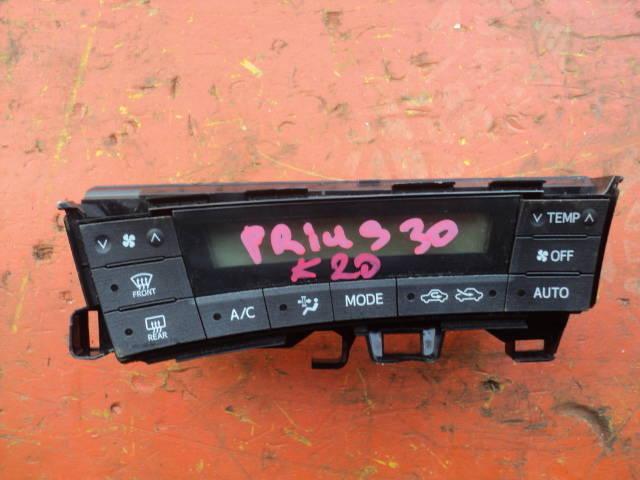 PRIUS 30
K20
TEMP
OFF
FRONT
AUTO
A/C
MODE
REAR